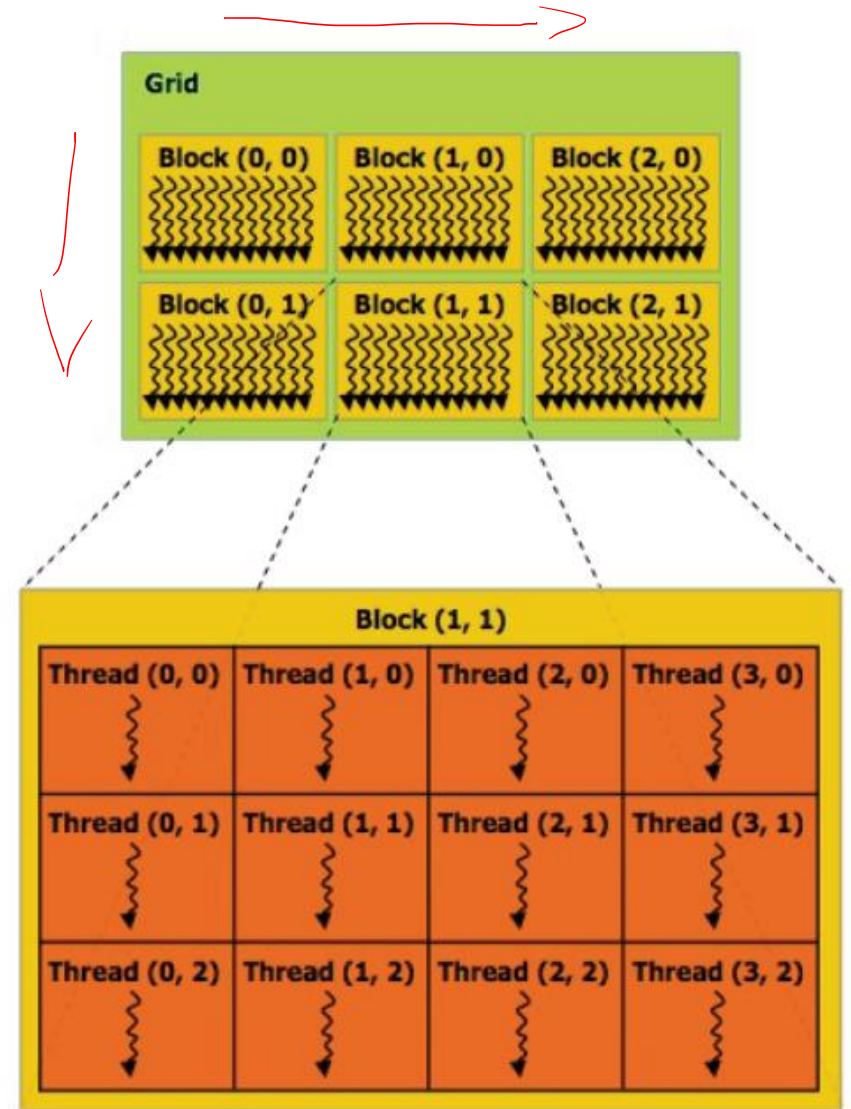 Grid
Block (0, 0) Block (1, 0) Block (2, 0)
Block (0, 1) Block (1, 1) Block (2, 1)
Block (1, 1)
Thread (0, 0) Thread (1, 0) Thread (2, 0) Thread (3, 0)
Thread (0, 1) Thread (1, 1) Thread (2, 1) Thread (3, 1)
Thread (0, 2) Thread (1, 2) Thread (2, 2) Thread (3, 2)